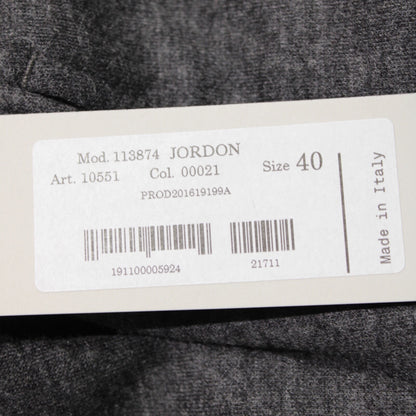 Mod. 113874 JORDON
Art. 10551 Col. 00021 Size 40
PROD201619199A
191100005924
21711
Made in Italy